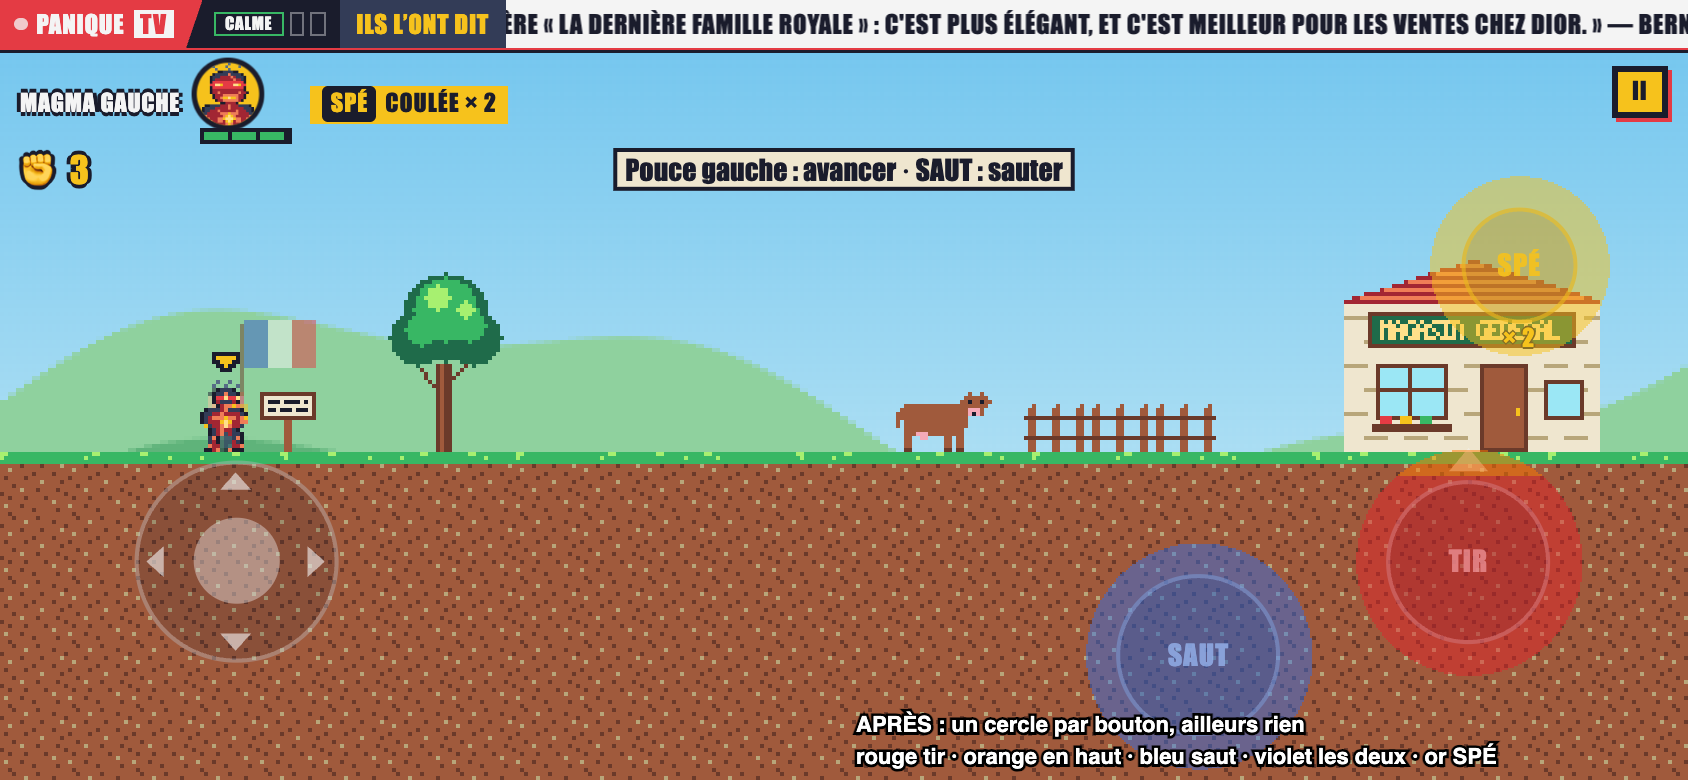 PANIQUE TV
CALME
ILS L'ONT DIT
ÈRE « LA DERNIÈRE FAMILLE ROYALE » : C'EST PLUS ÉLÉGANT, ET C'EST MEILLEUR POUR LES VENTES CHEZ DIOR. » — BERN
MAGMA GAUCHE
SPÉ COULÉE × 2
3
Pouce gauche : avancer · SAUT : sauter
SPÉ
MAGASIN GENERAL
×2
TIR
SAUT
APRÈS : un cercle par bouton, ailleurs rien
rouge tir · orange en haut · bleu saut · violet les deux · or SPÉ